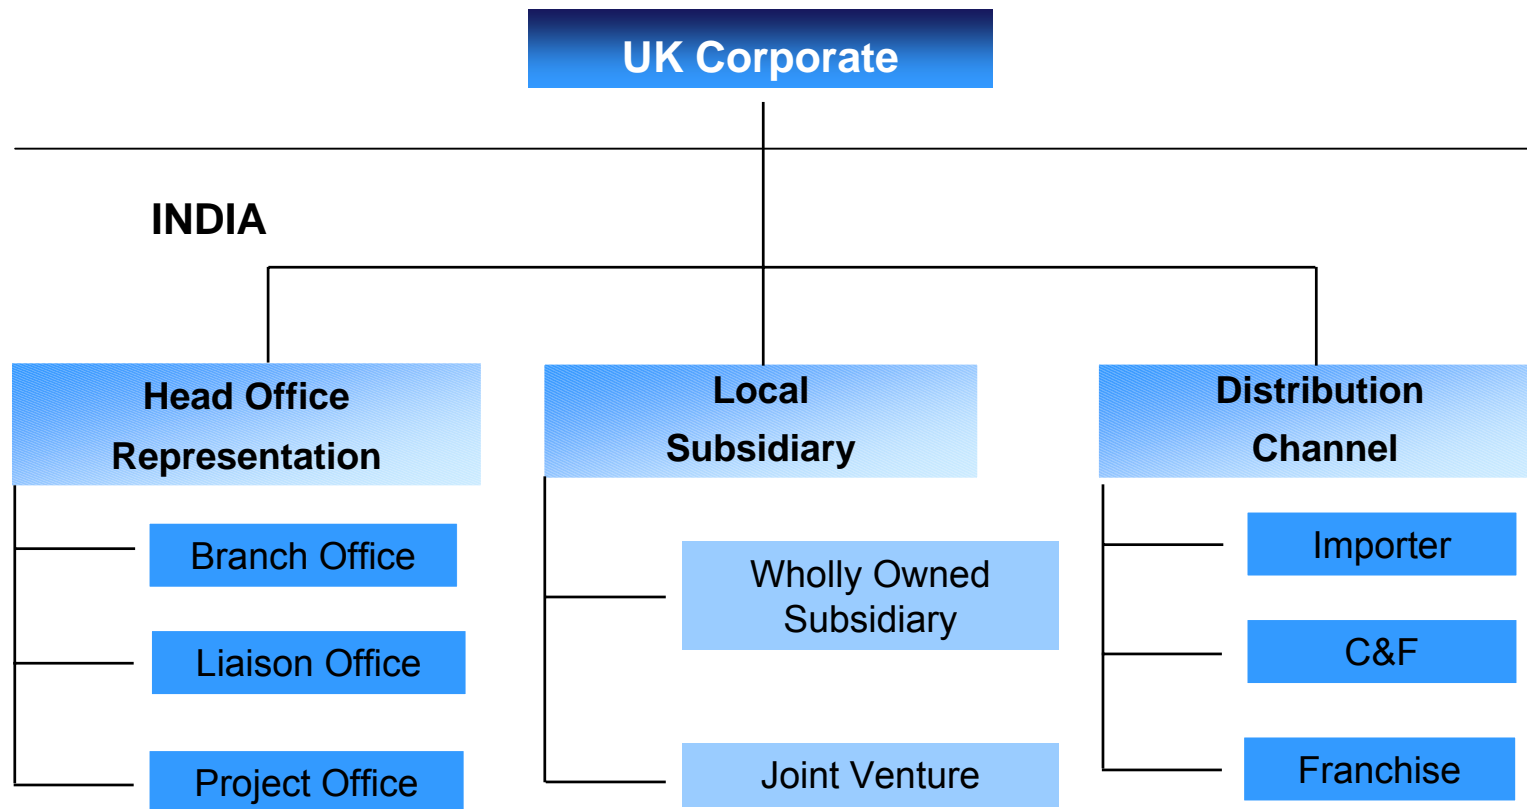 UK Corporate
INDIA
Head Office
Representation
Branch Office
Liaison Office
Project Office
Local
Subsidiary
Wholly Owned
Subsidiary
Joint Venture
Distribution
Channel
Importer
C&F
Franchise